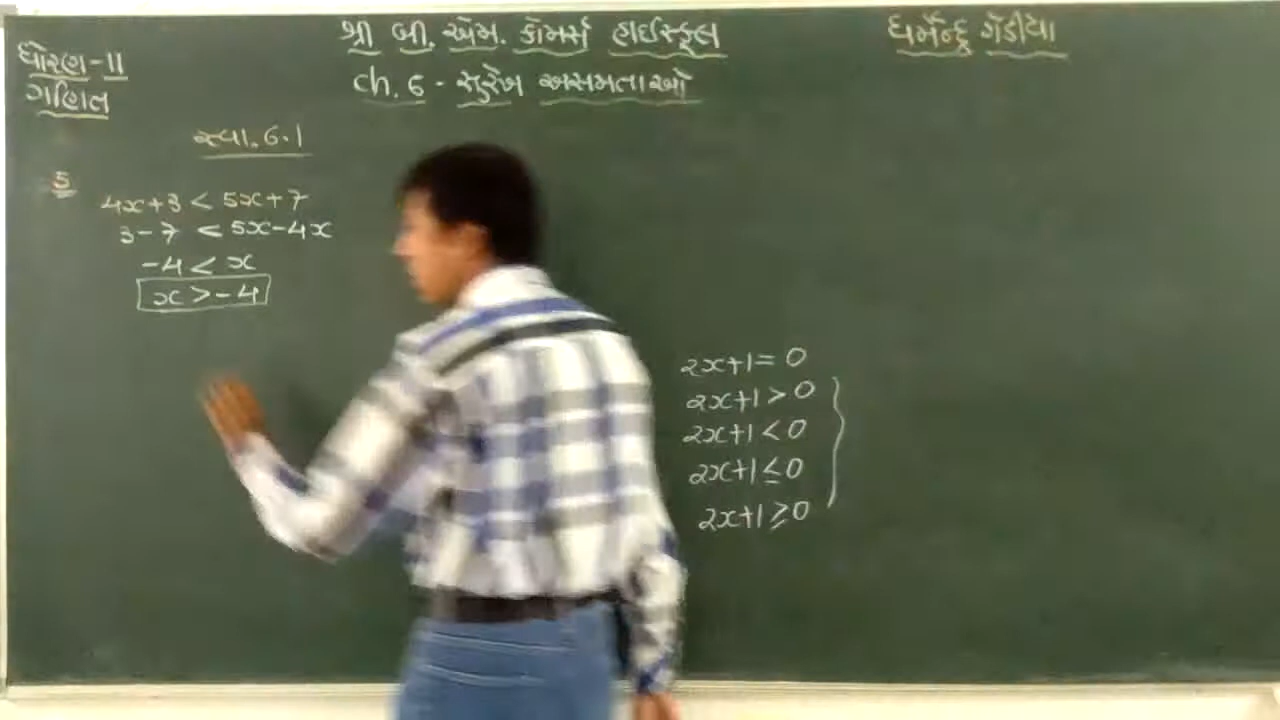 શ્રી બી. એમ. કોમર્સ હાઈસ્કૂલ
ધર્મેન્દ્ર ગેડીયા
ધોરણ-11
ગણિત
ch. 6 - સુરેખ અસમતાઓ
સ્વા. 6.1
5
4x+3 < 5x+7
3-7 < 5x-4x
-4 < x
x > -4
2x+1 = 0
2x+1 > 0
2x+1 < 0
2x+1 ≤ 0
2x+1 ≥ 0